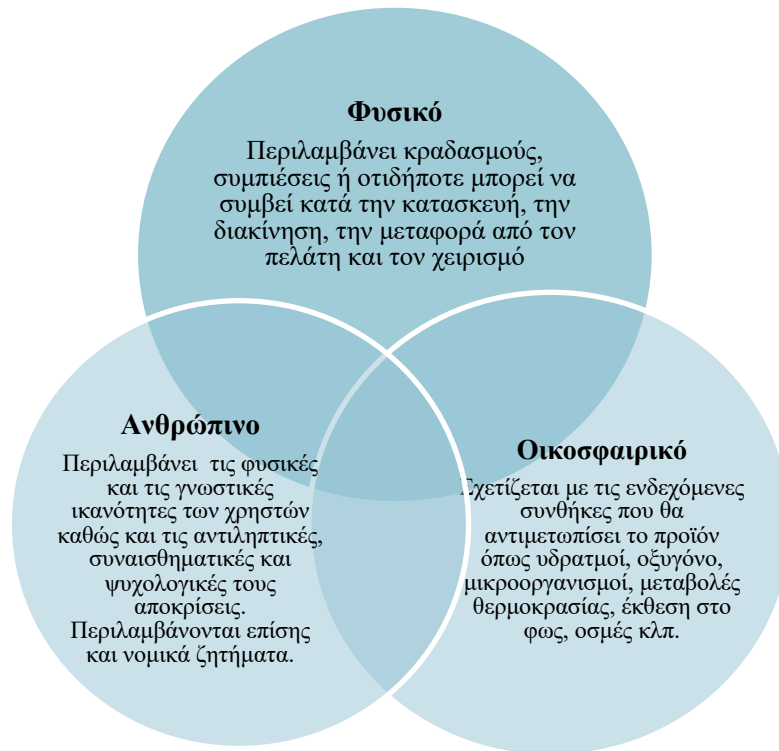 Φυσικό
Περιλαμβάνει κραδασμούς,
συμπιέσεις ή οτιδήποτε μπορεί να
συμβεί κατά την κατασκευή, την
διακίνηση, την μεταφορά από τον
πελάτη και τον χειρισμό
Ανθρώπινο
Περιλαμβάνει τις φυσικές
και τις γνωστικές
ικανότητες των χρηστών
καθώς και τις αντιληπτικές,
συναισθηματικές και
ψυχολογικές τους
αποκρίσεις.
Περιλαμβάνονται επίσης
και νομικά ζητήματα.
Οικοσφαιρικό
Σχετίζεται με τις ενδεχόμενες
συνθήκες που θα
αντιμετωπίσει το προϊόν
όπως υδρατμοί, οξυγόνο,
μικροοργανισμοί, μεταβολές
θερμοκρασίας, έκθεση στο
φως, οσμές κλπ.